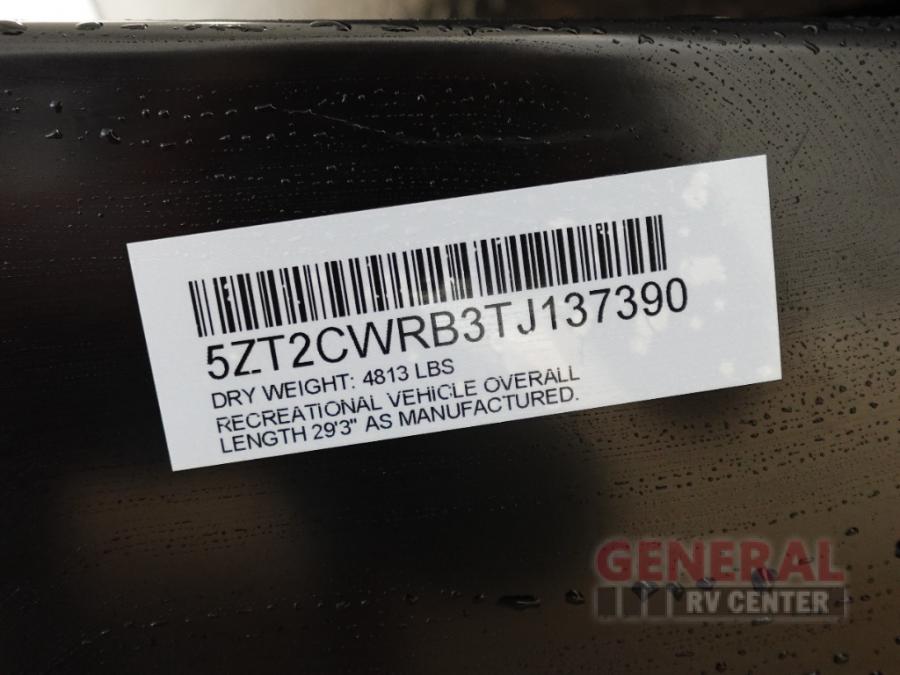 5ZT2CWRB3TJ137390
DRY WEIGHT: 4813 LBS
RECREATIONAL VEHICLE OVERALL
LENGTH 29'3" AS MANUFACTURED.
GENERAL
RV CENTER